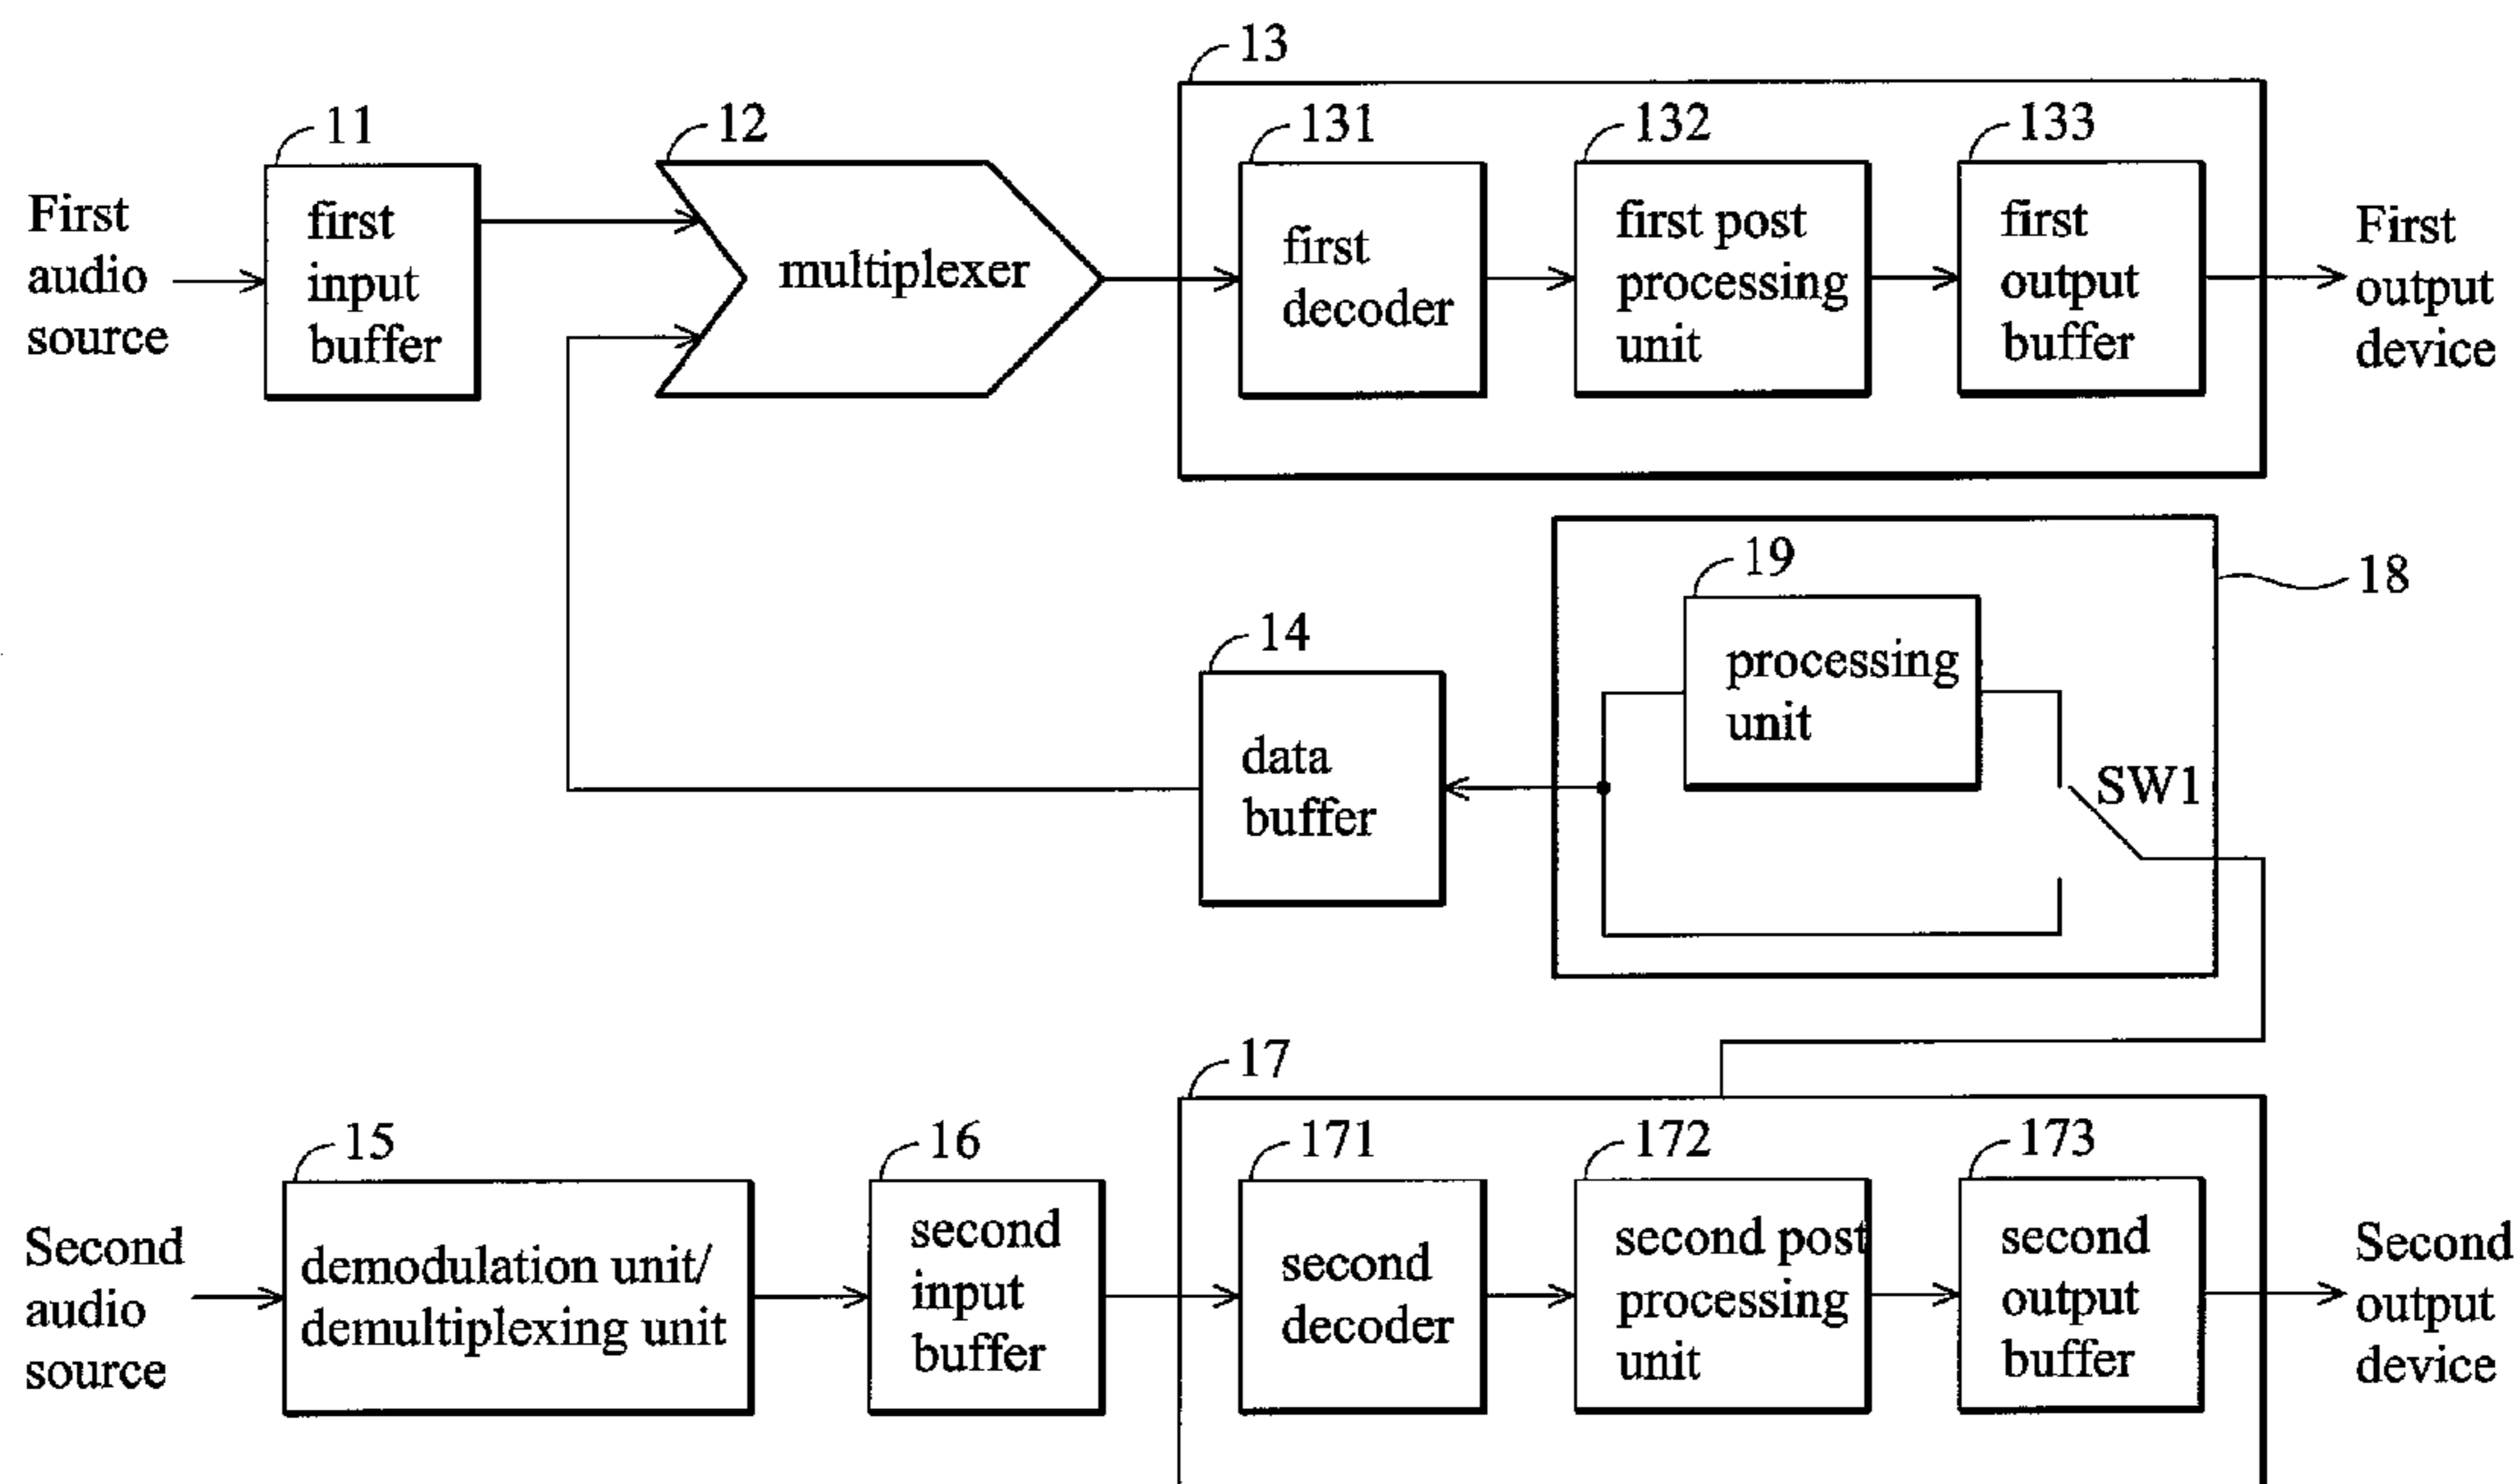 13
11
12
131
132
133
First
audio
source
first
input
buffer
multiplexer
first
decoder
first post
processing
unit
first
output
buffer
First
output
device
19
18
14
processing
unit
data
buffer
SW1
17
15
16
171
172
173
Second
audio
source
demodulation unit/
demultiplexing unit
second
input
buffer
second
decoder
second post
processing
unit
second
output
buffer
Second
output
device